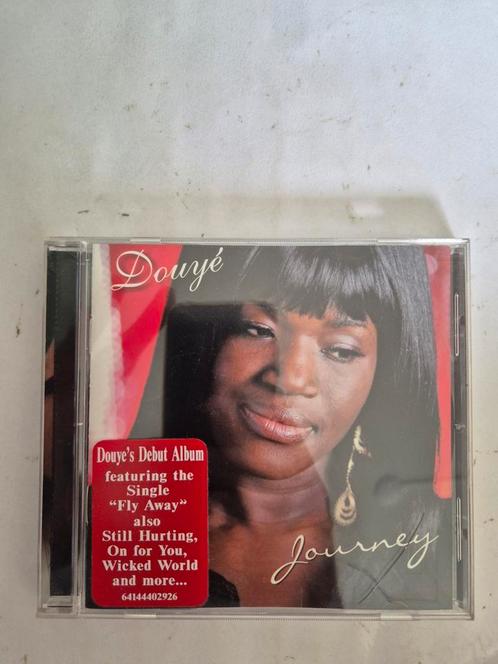 Douyé
Douye's Debut Album
featuring the
Single
"Fly Away"
also
Still Hurting,
On for You,
Wicked World
and more...
64144402926
Journey